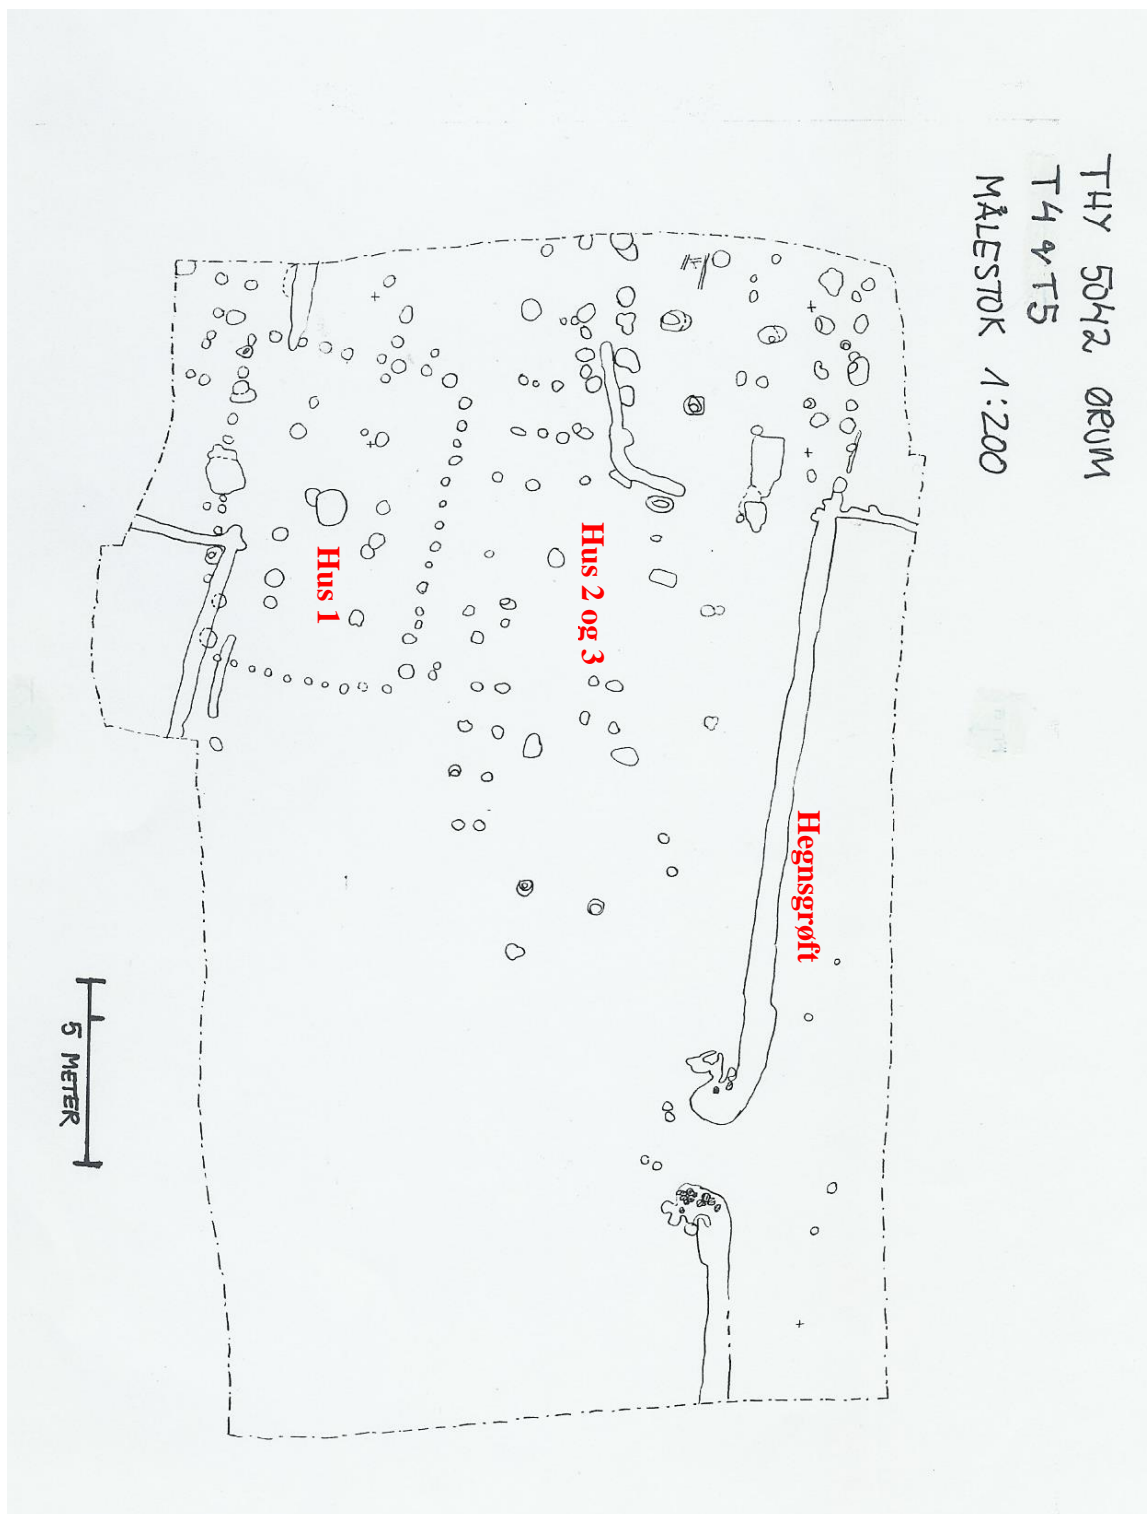 THY 5042 ØRUM
T4 & T5
MÅLESTOK 1:200
Hegnsgrøft
Hus 2 og 3
Hus 1
5 METER